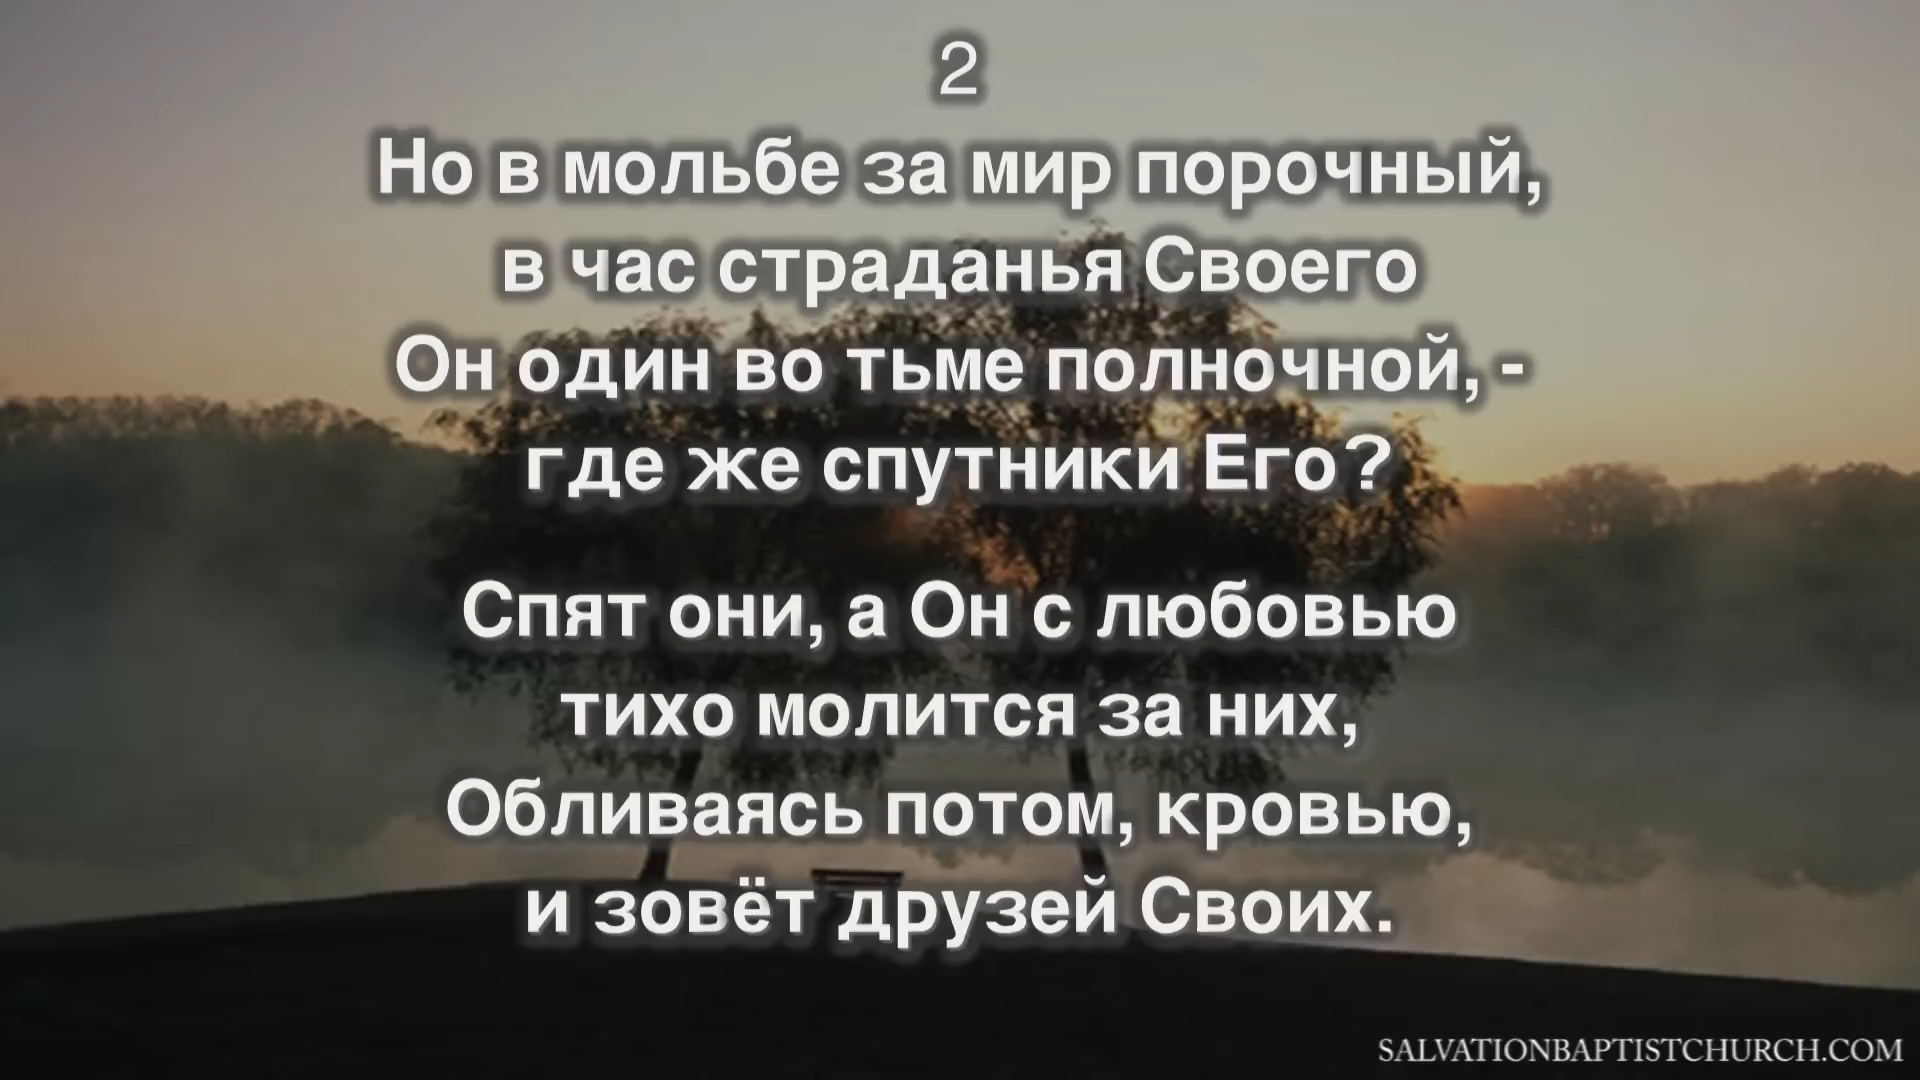 2
Но в мольбе за мир порочный,
в час страданья Своего
Он один во тьме полночной, -
где же спутники Его?
Спят они, а Он с любовью
тихо молится за них,
Обливаясь потом, кровью,
и зовёт друзей Своих.
SALVATIONBAPTISTCHURCH.COM